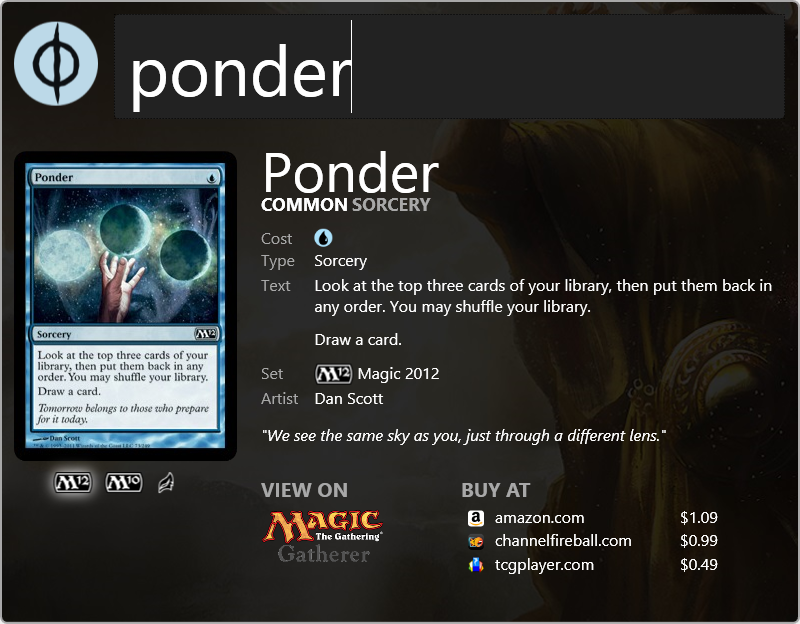 ponder
Ponder
COMMON SORCERY
Cost
Type Sorcery
Text Look at the top three cards of your library, then put them back in
any order. You may shuffle your library.
Draw a card.
Set M12 Magic 2012
Artist Dan Scott
"We see the same sky as you, just through a different lens."
Ponder
Sorcery M12
Look at the top three cards of your
library, then put them back in any
order. You may shuffle your library.
Draw a card.
Tomorrow belongs to those who prepare
for it today.
Dan Scott
M12 M10
VIEW ON
MAGIC
The Gathering
Gatherer
BUY AT
a amazon.com $1.09
channelfireball.com $0.99
tcgplayer.com $0.49